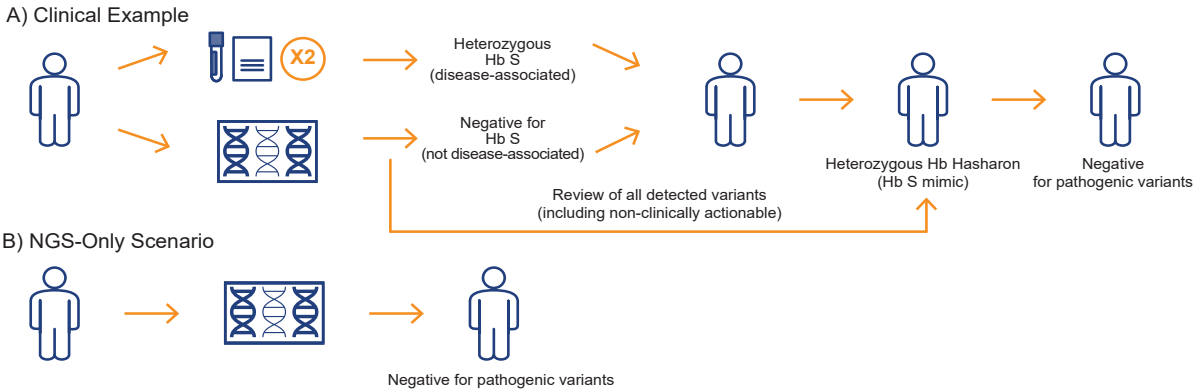 A) Clinical Example
X2
Heterozygous
Hb S
(disease-associated)
Negative for
Hb S
(not disease-associated)
Review of all detected variants
(including non-clinically actionable)
Heterozygous Hb Hasharon
(Hb S mimic)
Negative
for pathogenic variants
B) NGS-Only Scenario
Negative for pathogenic variants